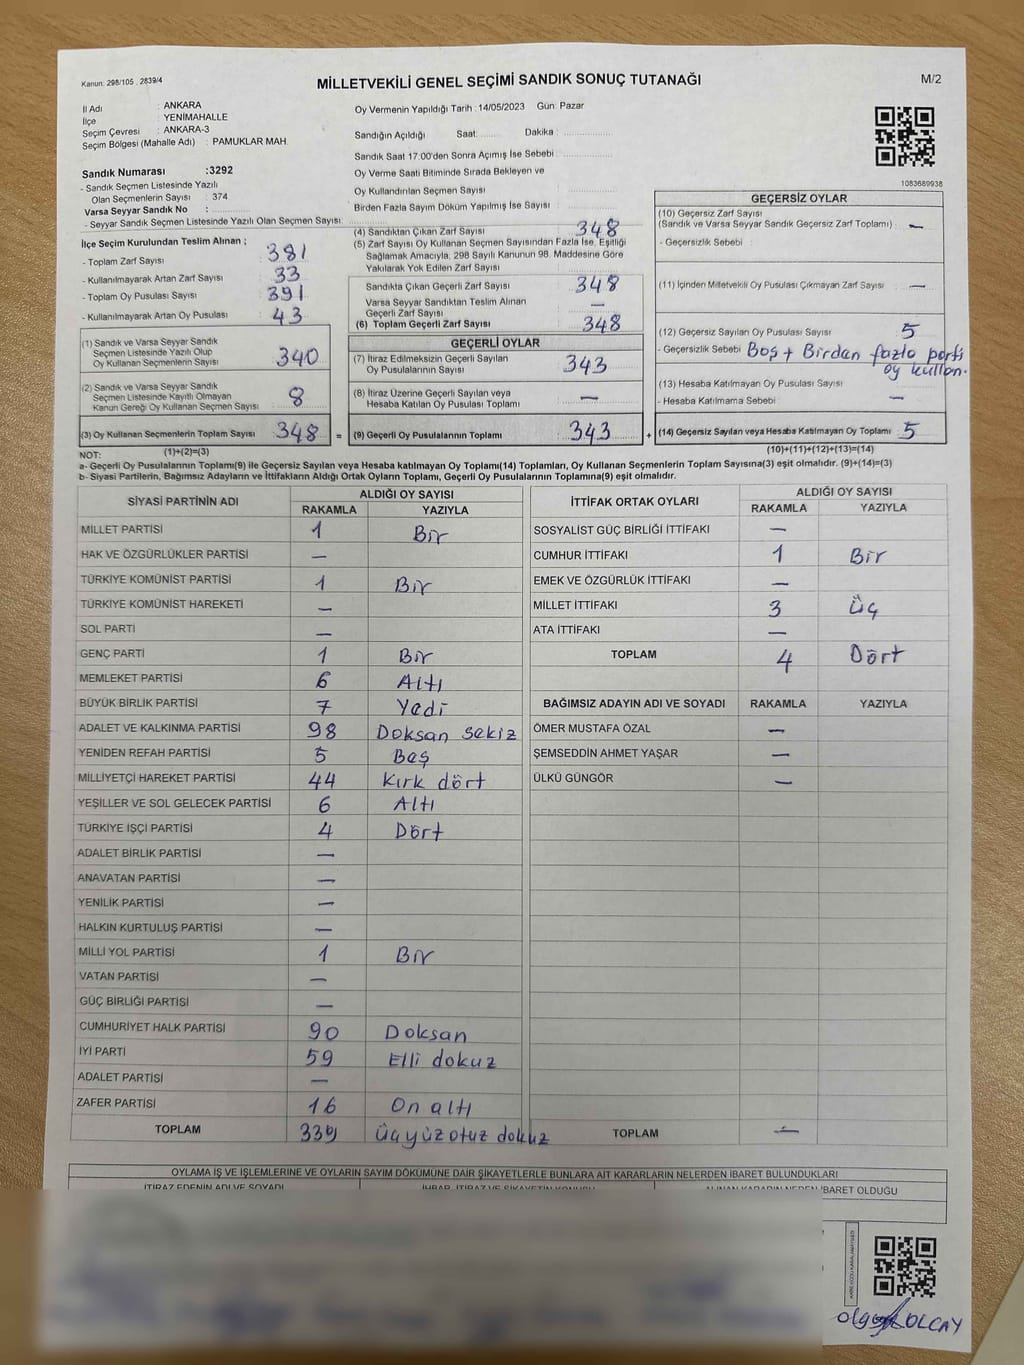 Kanun: 298/105 , 2839/4
MİLLETVEKİLİ GENEL SEÇİMİ SANDIK SONUÇ TUTANAĞI
M/2
İl Adı : ANKARA
İlçe : YENİMAHALLE
Seçim Çevresi : ANKARA-3
Seçim Bölgesi (Mahalle Adı) : PAMUKLAR MAH.
Oy Vermenin Yapıldığı Tarih : 14/05/2023 Gün: Pazar
Sandığın Açıldığı Saat: Dakika :
Sandık Saat 17.00'den Sonra Açımış İse Sebebi :
Oy Verme Saati Bitiminde Sırada Bekleyen ve
Oy Kullandırılan Seçmen Sayısı
Birden Fazla Sayım Döküm Yapılmış İse Sayısı :
1083689938
Sandık Numarası :3292
- Sandık Seçmen Listesinde Yazılı
Olan Seçmenlerin Sayısı : 374
Varsa Seyyar Sandık No :
- Seyyar Sandık Seçmen Listesinde Yazılı Olan Seçmen Sayısı:
İlçe Seçim Kurulundan Teslim Alınan ;
- Toplam Zarf Sayısı 381
- Kullanılmayarak Artan Zarf Sayısı 33
- Toplam Oy Pusulası Sayısı 391
- Kullanılmayarak Artan Oy Pusulası 43
(1) Sandık ve Varsa Seyyar Sandık
Seçmen Listesinde Yazılı Olup
Oy Kullanan Seçmenlerin Sayısı 340
(2) Sandık ve Varsa Seyyar Sandık
Seçmen Listesinde Kayıtlı Olmayan
Kanun Gereği Oy Kullanan Seçmen Sayısı 8
(3) Oy Kullanan Seçmenlerin Toplam Sayısı 348 =
(4) Sandıktan Çıkan Zarf Sayısı 348
(5) Zarf Sayısı Oy Kullanan Seçmen Sayısından Fazla İse, Eşitliği
Sağlamak Amacıyla, 298 Sayılı Kanunun 98. Maddesine Göre
Yakılarak Yok Edilen Zarf Sayısı
Sandıkta Çıkan Geçerli Zarf Sayısı 348
Varsa Seyyar Sandıktan Teslim Alınan
Geçerli Zarf Sayısı —
(6) Toplam Geçerli Zarf Sayısı 348
GEÇERLİ OYLAR
(7) İtiraz Edilmeksizin Geçerli Sayılan
Oy Pusulalarının Sayısı 343
(8) İtiraz Üzerine Geçerli Sayılan veya
Hesaba Katılan Oy Pusulası Toplamı —
(9) Geçerli Oy Pusulalarının Toplamı 343 +
GEÇERSİZ OYLAR
(10) Geçersiz Zarf Sayısı
(Sandık ve Varsa Seyyar Sandık Geçersiz Zarf Toplamı) : —
- Geçersizlik Sebebi :
(11) İçinden Milletvekili Oy Pusulası Çıkmayan Zarf Sayısı —
(12) Geçersiz Sayılan Oy Pusulası Sayısı 5
- Geçersizlik Sebebi Boş + Birdan fazla parti
oy kullan.
(13) Hesaba Katılmayan Oy Pusulası Sayısı
- Hesaba Katılmama Sebebi : —
(14) Geçersiz Sayılan veya Hesaba Katılmayan Oy Toplamı 5
NOT: (1)+(2)=(3)
(10)+(11)+(12)+(13)=(14)
a- Geçerli Oy Pusulalarının Toplamı(9) ile Geçersiz Sayılan veya Hesaba katılmayan Oy Toplamı(14) Toplamları, Oy Kullanan Seçmenlerin Toplam Sayısına(3) eşit olmalıdır. (9)+(14)=(3)
b- Siyasi Partilerin, Bağımsız Adayların ve İttifakların Aldığı Ortak Oyların Toplamı, Geçerli Oy Pusulalarının Toplamına(9) eşit olmalıdır.
SİYASİ PARTİNİN ADI ALDIĞI OY SAYISI
RAKAMLA YAZIYLA
MİLLET PARTİSİ 1 Bir
HAK VE ÖZGÜRLÜKLER PARTİSİ —
TÜRKİYE KOMÜNİST PARTİSİ 1 Bir
TÜRKİYE KOMÜNİST HAREKETİ —
SOL PARTİ —
GENÇ PARTİ 1 Bir
MEMLEKET PARTİSİ 6 Altı
BÜYÜK BİRLİK PARTİSİ 7 Yedi
ADALET VE KALKINMA PARTİSİ 98 Doksan sekiz
YENİDEN REFAH PARTİSİ 5 Beş
MİLLİYETÇİ HAREKET PARTİSİ 44 Kırk dört
YEŞİLLER VE SOL GELECEK PARTİSİ 6 Altı
TÜRKİYE İŞÇİ PARTİSİ 4 Dört
ADALET BİRLİK PARTİSİ —
ANAVATAN PARTİSİ —
YENİLİK PARTİSİ —
HALKIN KURTULUŞ PARTİSİ —
MİLLİ YOL PARTİSİ 1 Bir
VATAN PARTİSİ —
GÜÇ BİRLİĞİ PARTİSİ —
CUMHURİYET HALK PARTİSİ 90 Doksan
İYİ PARTİ 59 Elli dokuz
ADALET PARTİSİ —
ZAFER PARTİSİ 16 On altı
TOPLAM 339 üçyüzotuz dokuz
İTTİFAK ORTAK OYLARI ALDIĞI OY SAYISI
RAKAMLA YAZIYLA
SOSYALİST GÜÇ BİRLİĞİ İTTİFAKI —
CUMHUR İTTİFAKI 1 Bir
EMEK VE ÖZGÜRLÜK İTTİFAKI —
MİLLET İTTİFAKI 3 Üç
ATA İTTİFAKI —
TOPLAM 4 Dört
BAĞIMSIZ ADAYIN ADI VE SOYADI RAKAMLA YAZIYLA
ÖMER MUSTAFA ÖZAL —
ŞEMSEDDİN AHMET YAŞAR —
ÜLKÜ GÜNGÖR —
TOPLAM —
OYLAMA İŞ VE İŞLEMLERİNE VE OYLARIN SAYIM DÖKÜMÜNE DAİR ŞİKAYETLERLE BUNLARA AİT KARARLARIN NELERDEN İBARET BULUNDUKLARI
İTİRAZ EDENİN ADI VE SOYADI İHBAR, İTİRAZ VE ŞİKAYETİN KONUSU ALINAN KARARIN NEDEN İBARET OLDUĞU
OLCAY